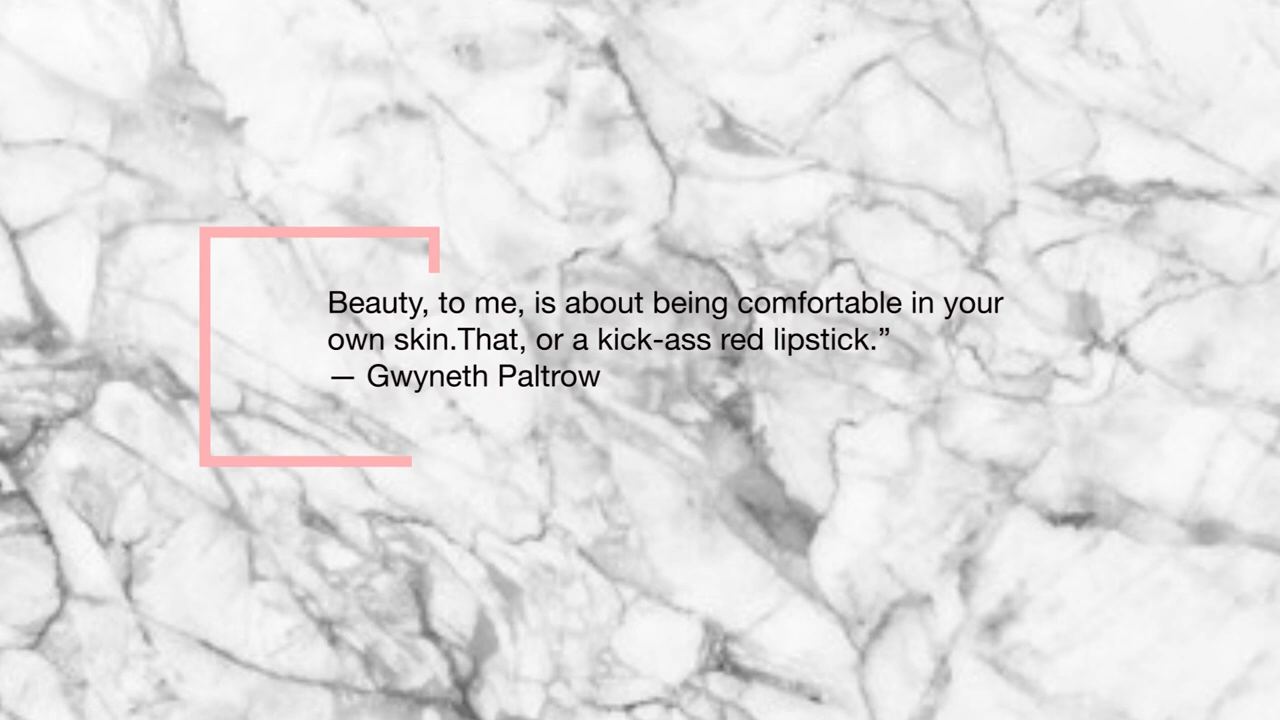 Beauty, to me, is about being comfortable in your
own skin.That, or a kick-ass red lipstick.”
— Gwyneth Paltrow